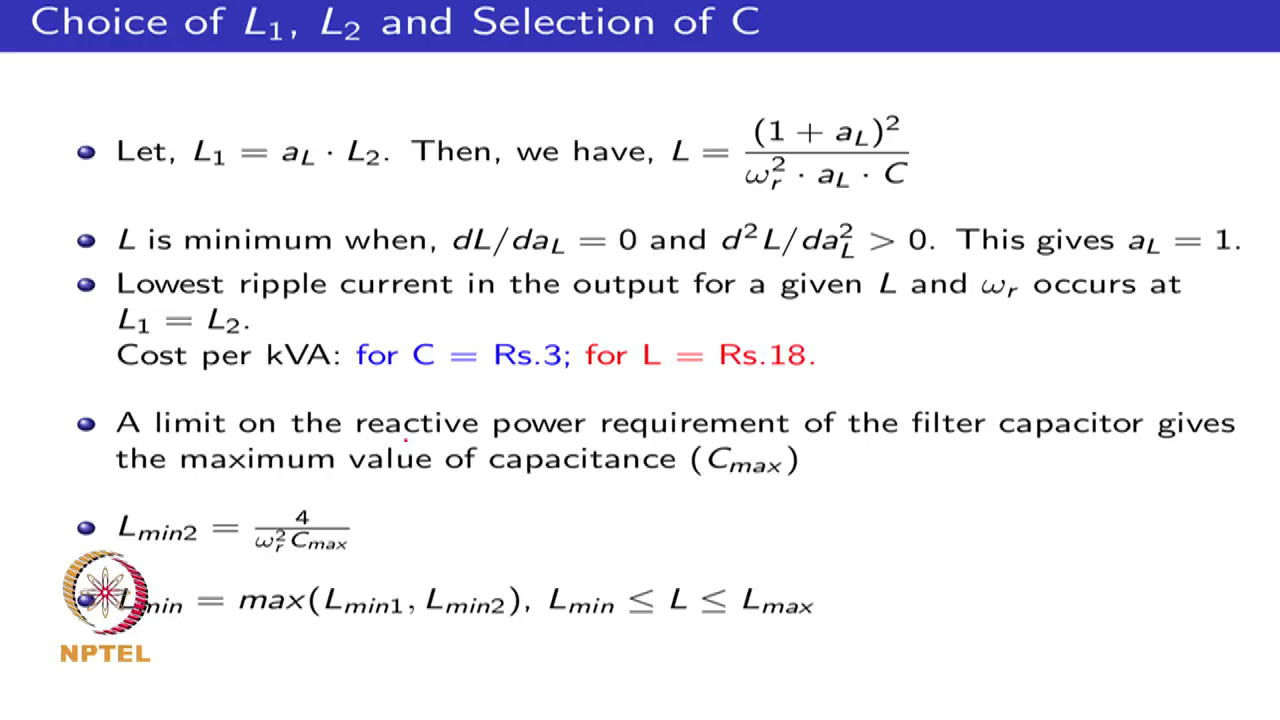 Choice of L₁, L₂ and Selection of C
Let, L₁ = a_L · L₂. Then, we have, L = (1 + a_L)² / (ω_r² · a_L · C)
L is minimum when, dL/da_L = 0 and d²L/da_L² > 0. This gives a_L = 1.
Lowest ripple current in the output for a given L and ω_r occurs at
L₁ = L₂.
Cost per kVA: for C = Rs.3; for L = Rs.18.
A limit on the reactive power requirement of the filter capacitor gives
the maximum value of capacitance (C_max)
L_min2 = 4 / (ω_r² C_max)
L_min = max(L_min1, L_min2), L_min ≤ L ≤ L_max
NPTEL